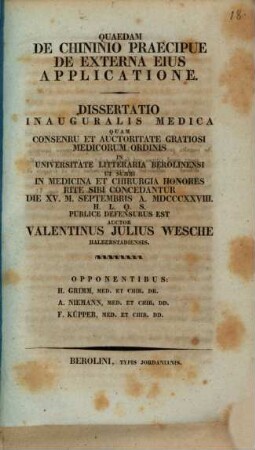 18.
QUAEDAM
DE CHININIO PRAECIPUE
DE EXTERNA EIUS
APPLICATIONE.
DISSERTATIO
INAUGURALIS MEDICA
QUAM
CONSENSU ET AUCTORITATE GRATIOSI
MEDICORUM ORDINIS
IN
UNIVERSITATE LITTERARIA BEROLINENSI
UT SUMMI
IN MEDICINA ET CHIRURGIA HONORES
RITE SIBI CONCEDANTUR
DIE XV. M. SEPTEMBRIS A. MDCCCXXVIII.
H. L. Q. S.
PUBLICE DEFENSURUS EST
AUCTOR
VALENTINUS JULIUS WESCHE
HALBERSTADIENSIS.
OPPONENTIBUS:
H. GRIMM, MED. ET CHIR. DR.
A. NIEMANN, MED. ET CHIR. DD.
F. KÜPPER, MED. ET CHIR. DD.
BEROLINI, TYPIS JORDANIANIS.